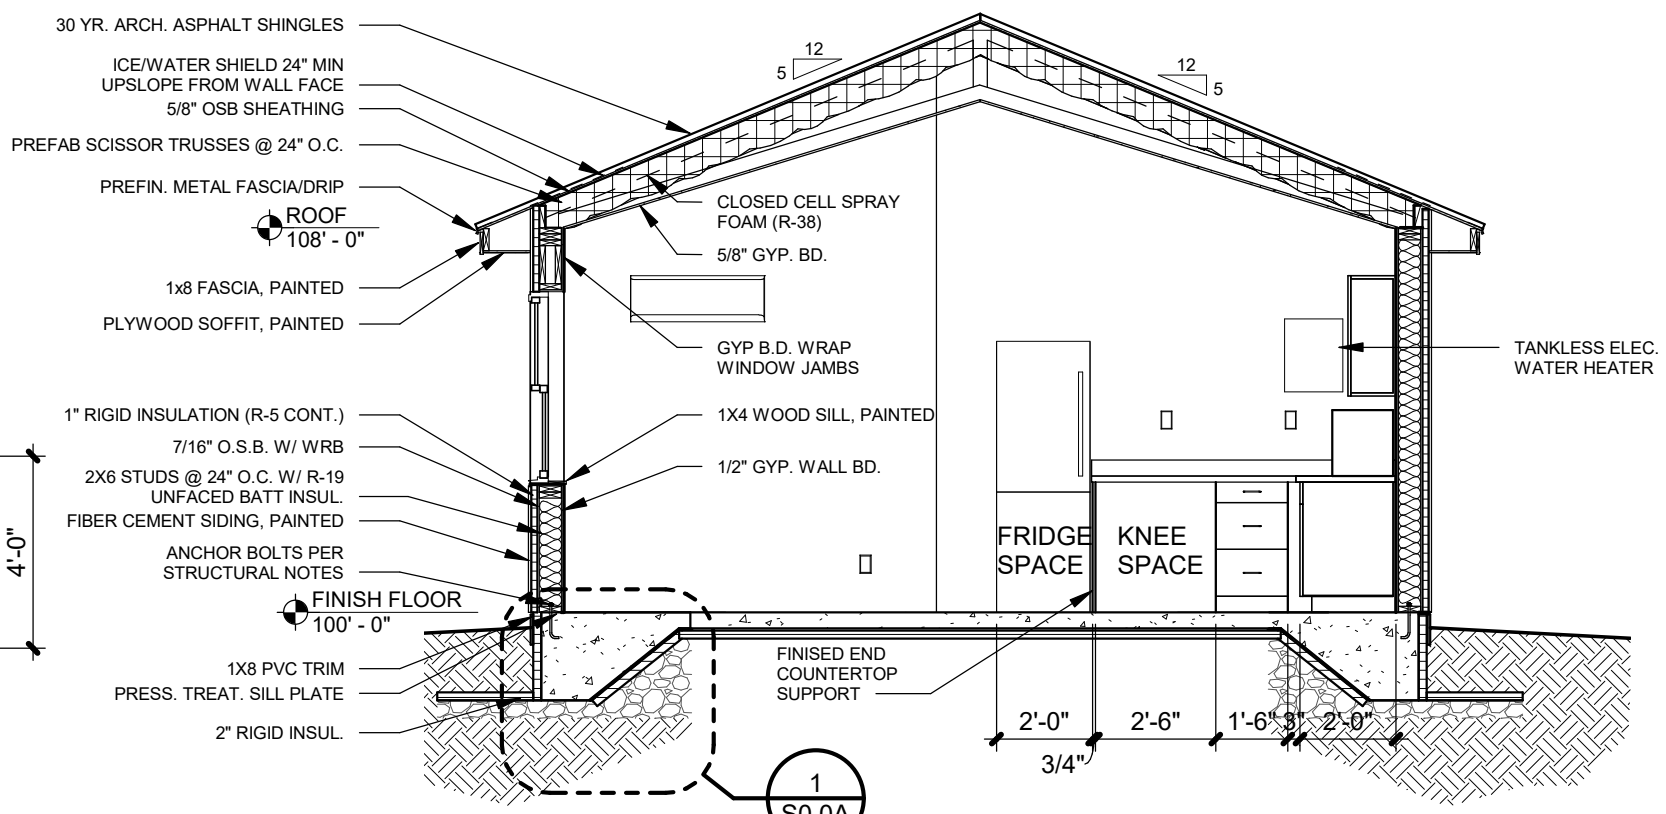 30 YR. ARCH. ASPHALT SHINGLES
ICE/WATER SHIELD 24" MIN
UPSLOPE FROM WALL FACE
5/8" OSB SHEATHING
PREFAB SCISSOR TRUSSES @ 24" O.C.
PREFIN. METAL FASCIA/DRIP
ROOF
108' - 0"
1x8 FASCIA, PAINTED
PLYWOOD SOFFIT, PAINTED
1" RIGID INSULATION (R-5 CONT.)
7/16" O.S.B. W/ WRB
2X6 STUDS @ 24" O.C. W/ R-19
UNFACED BATT INSUL.
FIBER CEMENT SIDING, PAINTED
ANCHOR BOLTS PER
STRUCTURAL NOTES
4'-0"
FINISH FLOOR
100' - 0"
1X8 PVC TRIM
PRESS. TREAT. SILL PLATE
2" RIGID INSUL.
12
5
12
5
CLOSED CELL SPRAY
FOAM (R-38)
5/8" GYP. BD.
GYP B.D. WRAP
WINDOW JAMBS
1X4 WOOD SILL, PAINTED
1/2" GYP. WALL BD.
TANKLESS ELEC.
WATER HEATER
FRIDGE
SPACE
KNEE
SPACE
FINISED END
COUNTERTOP
SUPPORT
2'-0"
3/4"
2'-6"
1'-6"
3"
2'-0"
1
S0.0A